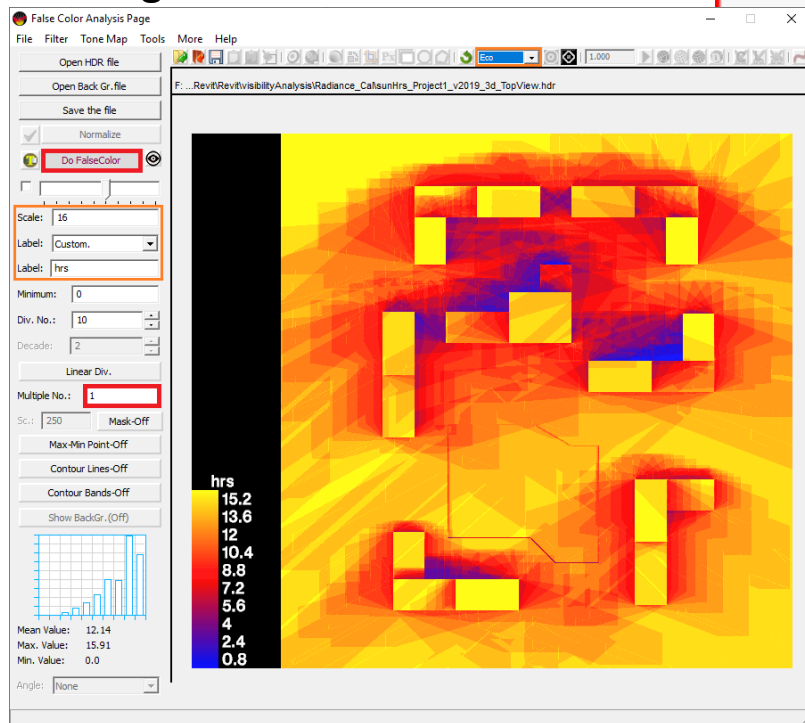 False Color Analysis Page
File Filter Tone Map Tools More Help
Open HDR file
Eco
1.000
Open Back Gr.file
F: ...Revit\Revit\visibilityAnalysis\Radiance_Cal\sunHrs_Project1_v2019_3d_TopView.hdr
Save the file
Normalize
Do FalseColor
Scale: 16
Label: Custom.
Label: hrs
Minimum: 0
Div. No.: 10
Decade: 2
Linear Div.
Multiple No.: 1
Sc.: 250 Mask-Off
Max-Min Point-Off
Contour Lines-Off
Contour Bands-Off
Show BackGr.(Off)
Mean Value: 12.14
Max. Value: 15.91
Min. Value: 0.0
Angle: None
hrs
15.2
13.6
12
10.4
8.8
7.2
5.6
4
2.4
0.8